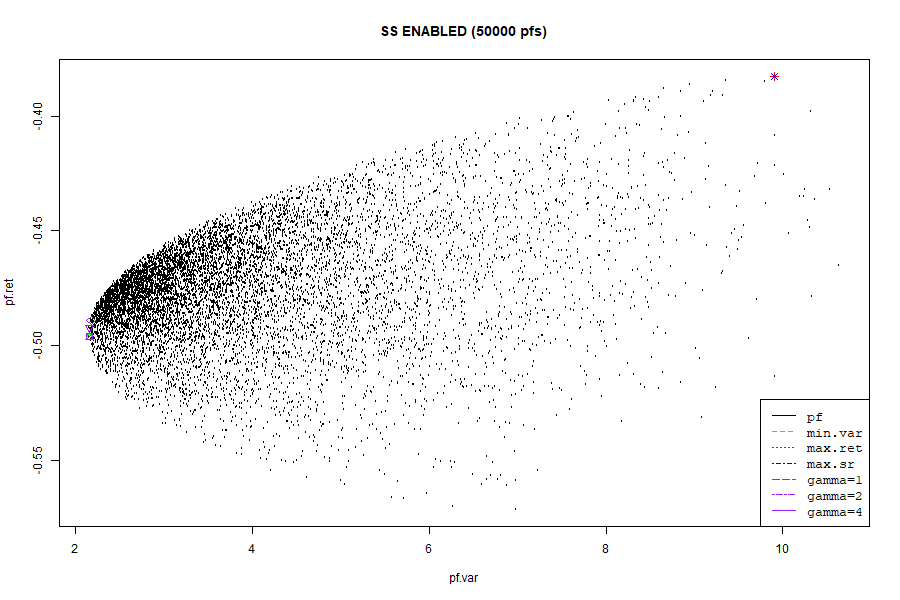 SS ENABLED (50000 pfs)
pf.ret
-0.40
-0.45
-0.50
-0.55
2
4
6
8
10
pf.var
pf
min.var
max.ret
max.sr
gamma=1
gamma=2
gamma=4